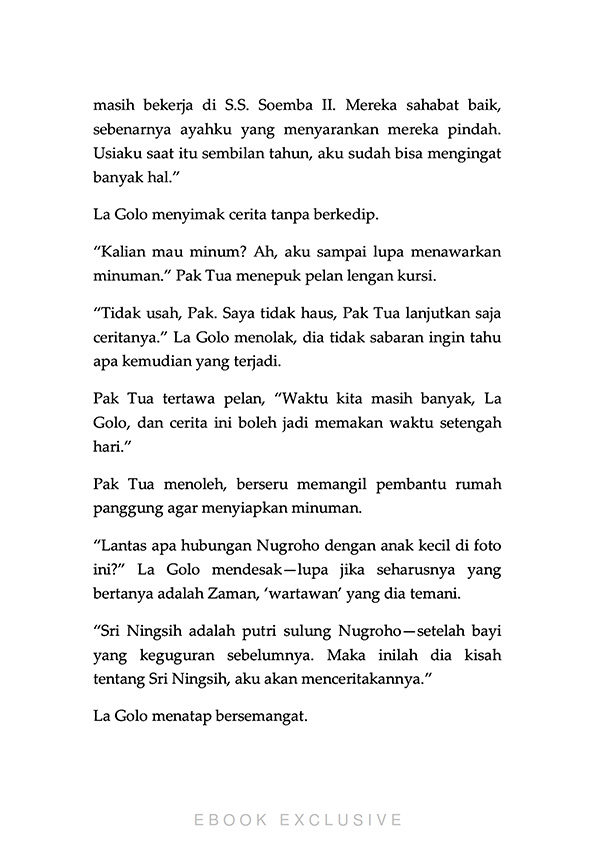 masih bekerja di S.S. Soemba II. Mereka sahabat baik,
sebenarnya ayahku yang menyarankan mereka pindah.
Usiaku saat itu sembilan tahun, aku sudah bisa mengingat
banyak hal.”
La Golo menyimak cerita tanpa berkedip.
“Kalian mau minum? Ah, aku sampai lupa menawarkan
minuman.” Pak Tua menepuk pelan lengan kursi.
“Tidak usah, Pak. Saya tidak haus, Pak Tua lanjutkan saja
ceritanya.” La Golo menolak, dia tidak sabaran ingin tahu
apa kemudian yang terjadi.
Pak Tua tertawa pelan, “Waktu kita masih banyak, La
Golo, dan cerita ini boleh jadi memakan waktu setengah
hari.”
Pak Tua menoleh, berseru memangil pembantu rumah
panggung agar menyiapkan minuman.
“Lantas apa hubungan Nugroho dengan anak kecil di foto
ini?” La Golo mendesak—lupa jika seharusnya yang
bertanya adalah Zaman, ‘wartawan’ yang dia temani.
“Sri Ningsih adalah putri sulung Nugroho—setelah bayi
yang keguguran sebelumnya. Maka inilah dia kisah
tentang Sri Ningsih, aku akan menceritakannya.”
La Golo menatap bersemangat.
EBOOK EXCLUSIVE